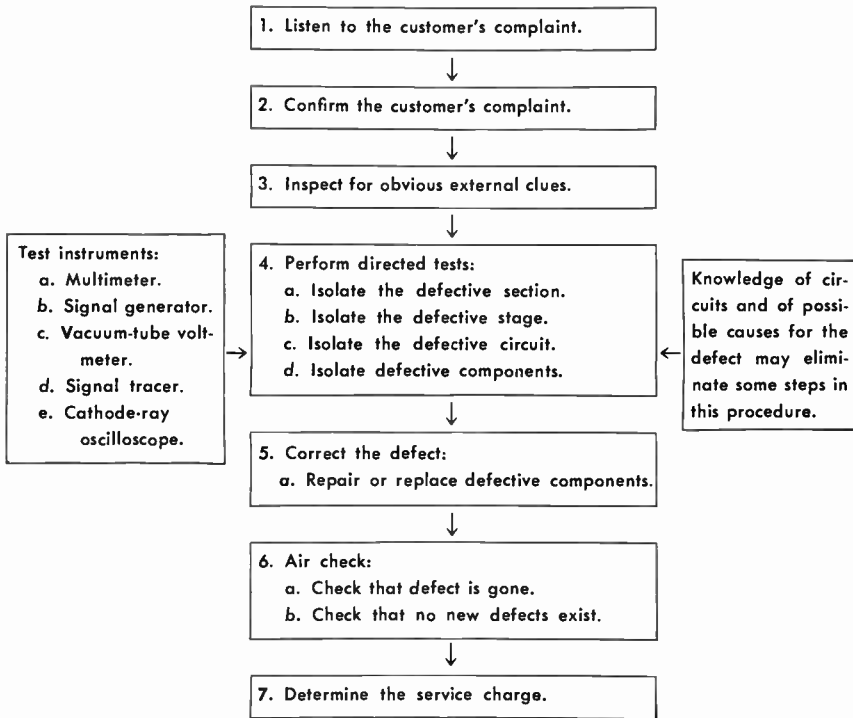 1. Listen to the customer's complaint.
2. Confirm the customer's complaint.
3. Inspect for obvious external clues.
Test instruments:
a. Multimeter.
b. Signal generator.
c. Vacuum-tube volt-
meter.
d. Signal tracer.
e. Cathode-ray
oscilloscope.
4. Perform directed tests:
a. Isolate the defective section.
b. Isolate the defective stage.
c. Isolate the defective circuit.
d. Isolate defective components.
Knowledge of cir-
cuits and of possi-
ble causes for the
defect may elimi-
nate some steps in
this procedure.
5. Correct the defect:
a. Repair or replace defective components.
6. Air check:
a. Check that defect is gone.
b. Check that no new defects exist.
7. Determine the service charge.